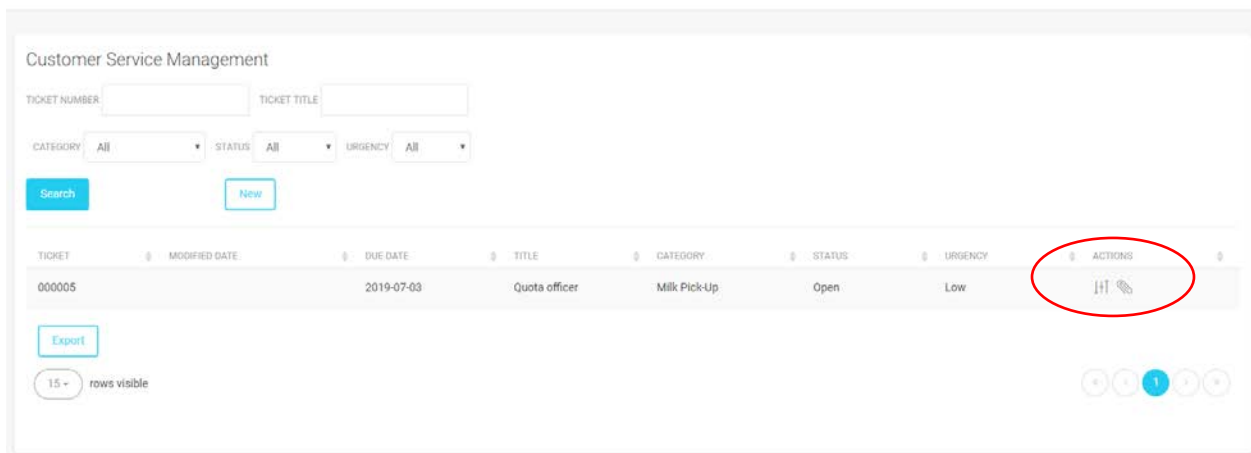 Customer Service Management
TICKET NUMBER TICKET TITLE
CATEGORY All STATUS All URGENCY All
Search New
TICKET MODIFIED DATE DUE DATE TITLE CATEGORY STATUS URGENCY ACTIONS
000005 2019-07-03 Quota officer Milk Pick-Up Open Low
Export
15 rows visible
« ‹ 1 › »